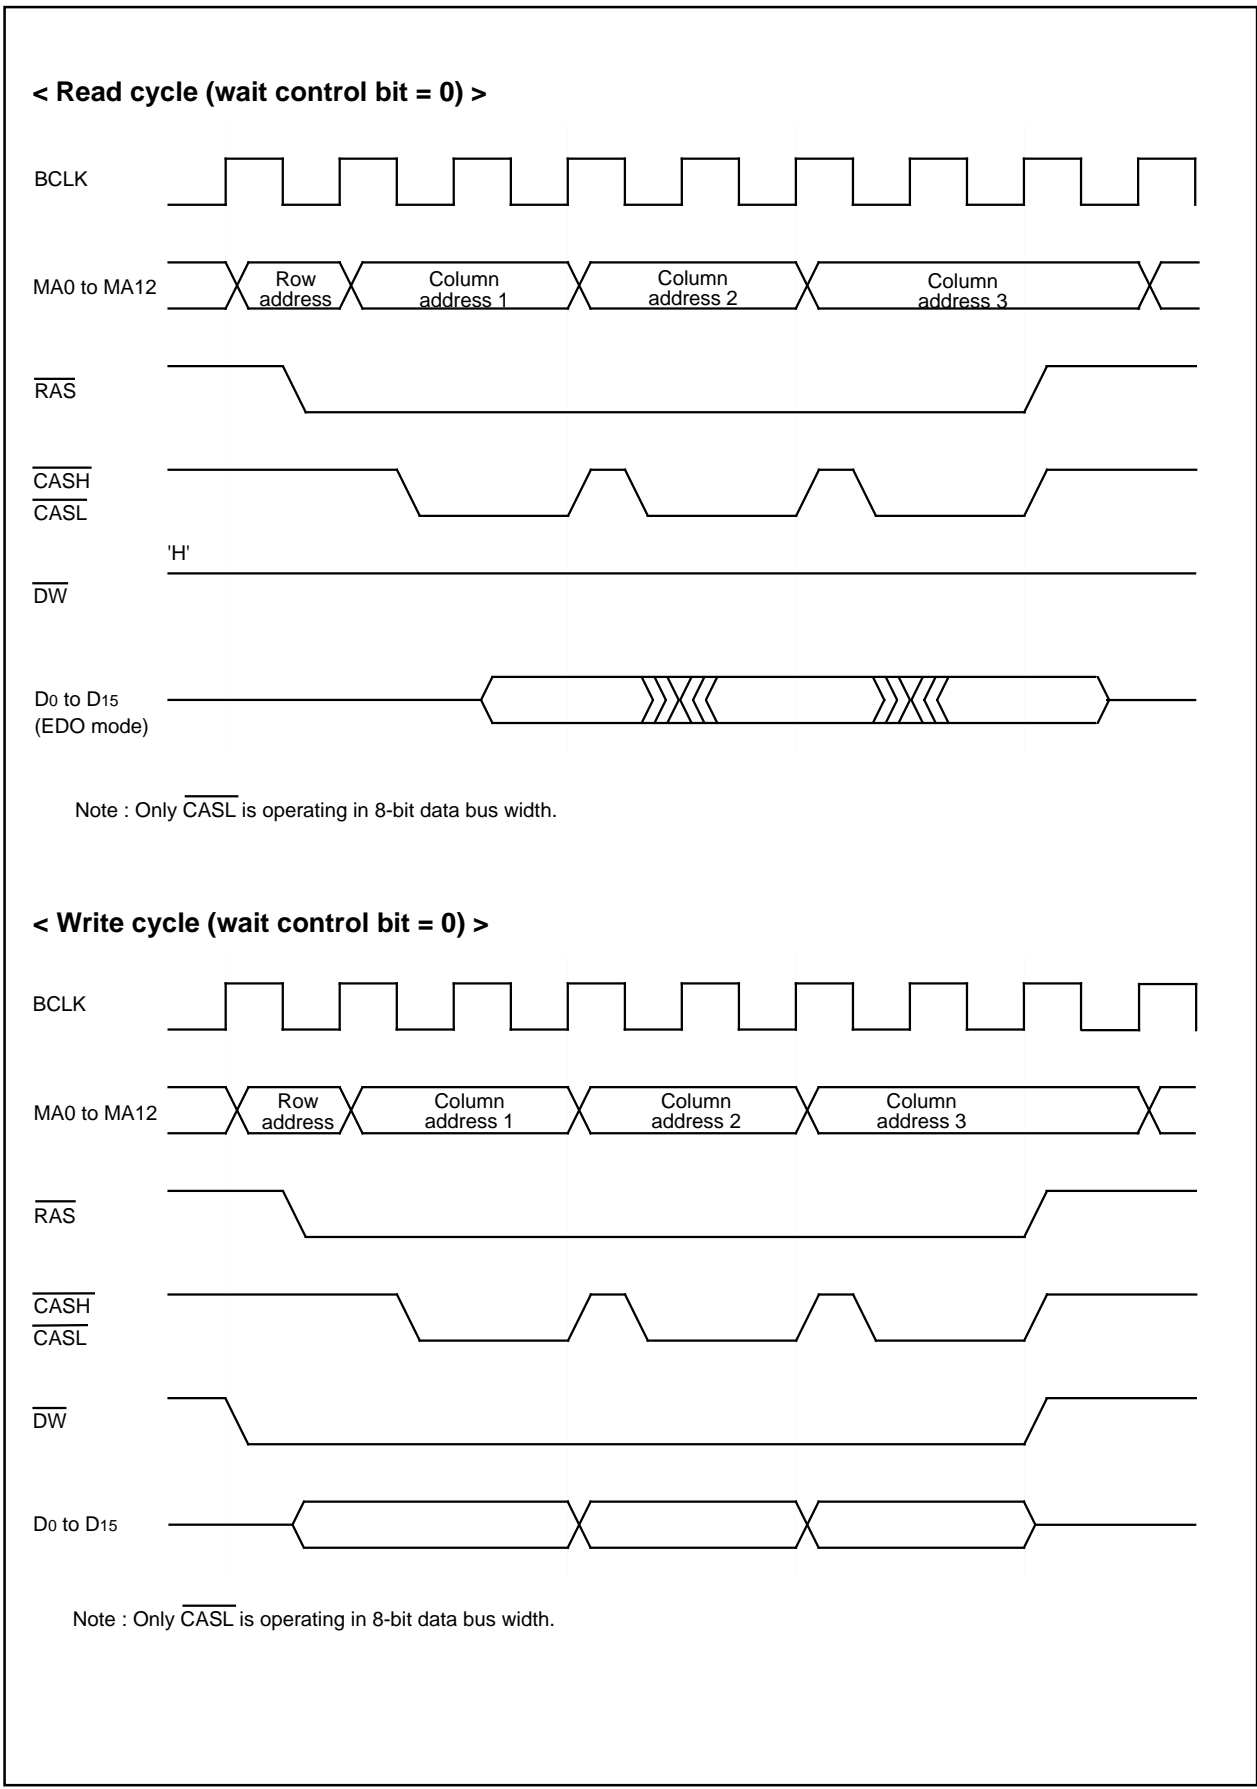 < Read cycle (wait control bit = 0) >
BCLK
MA0 to MA12
Row
address
Column
address 1
Column
address 2
Column
address 3
RAS
CASH
CASL
'H'
DW
D0 to D15
(EDO mode)
Note : Only CASL is operating in 8-bit data bus width.
< Write cycle (wait control bit = 0) >
BCLK
MA0 to MA12
Row
address
Column
address 1
Column
address 2
Column
address 3
RAS
CASH
CASL
DW
D0 to D15
Note : Only CASL is operating in 8-bit data bus width.